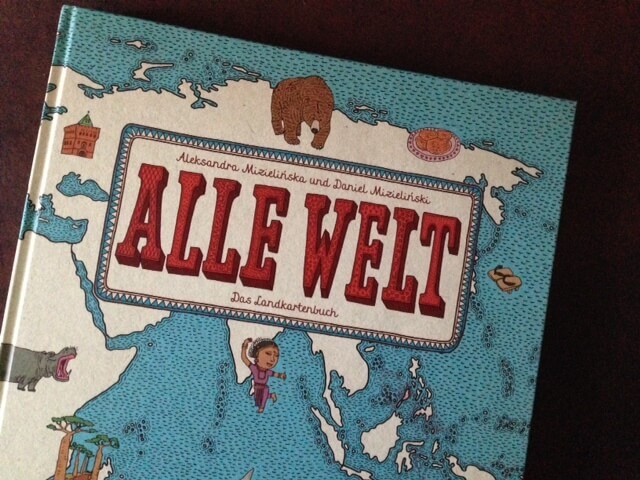 Aleksandra Mizielińska und Daniel Mizieliński
ALLE WELT
Das Landkartenbuch